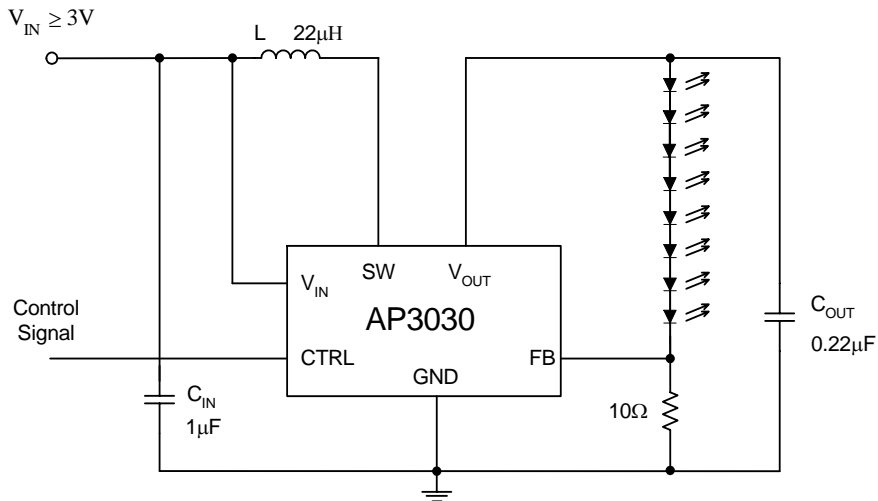 V_IN ≥ 3V
L 22μH
V_IN
SW
V_OUT
AP3030
Control
Signal
CTRL
FB
GND
C_IN
1μF
10Ω
C_OUT
0.22μF